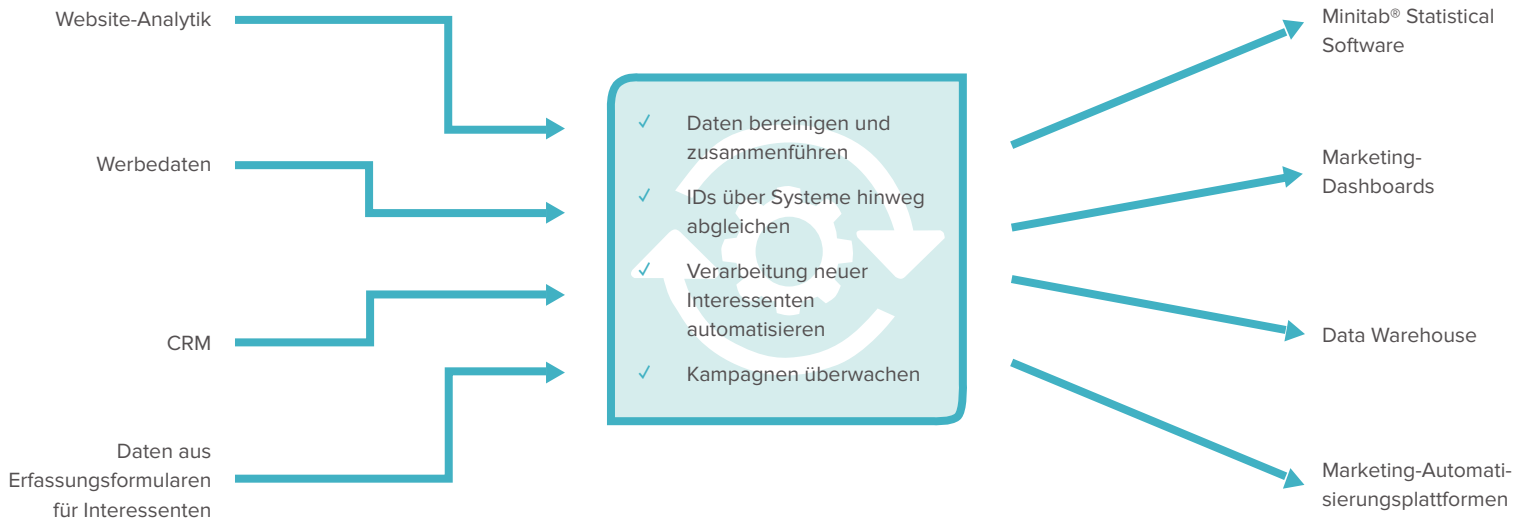 Website-Analytik
Werbedaten
CRM
Daten aus
Erfassungsformularen
für Interessenten
✓ Daten bereinigen und
zusammenführen
✓ IDs über Systeme hinweg
abgleichen
✓ Verarbeitung neuer
Interessenten
automatisieren
✓ Kampagnen überwachen
Minitab® Statistical
Software
Marketing-
Dashboards
Data Warehouse
Marketing-Automati-
sierungsplattformen